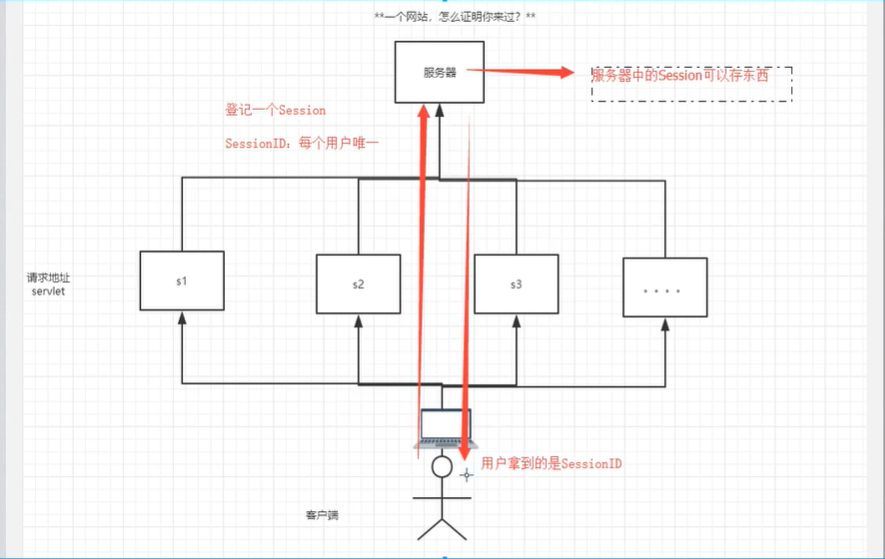 **一个网站，怎么证明你来过？**
服务器
服务器中的Session可以存东西
登记一个Session
SessionID：每个用户唯一
请求地址
servlet
s1
s2
s3
....
用户拿到的是SessionID
客户端